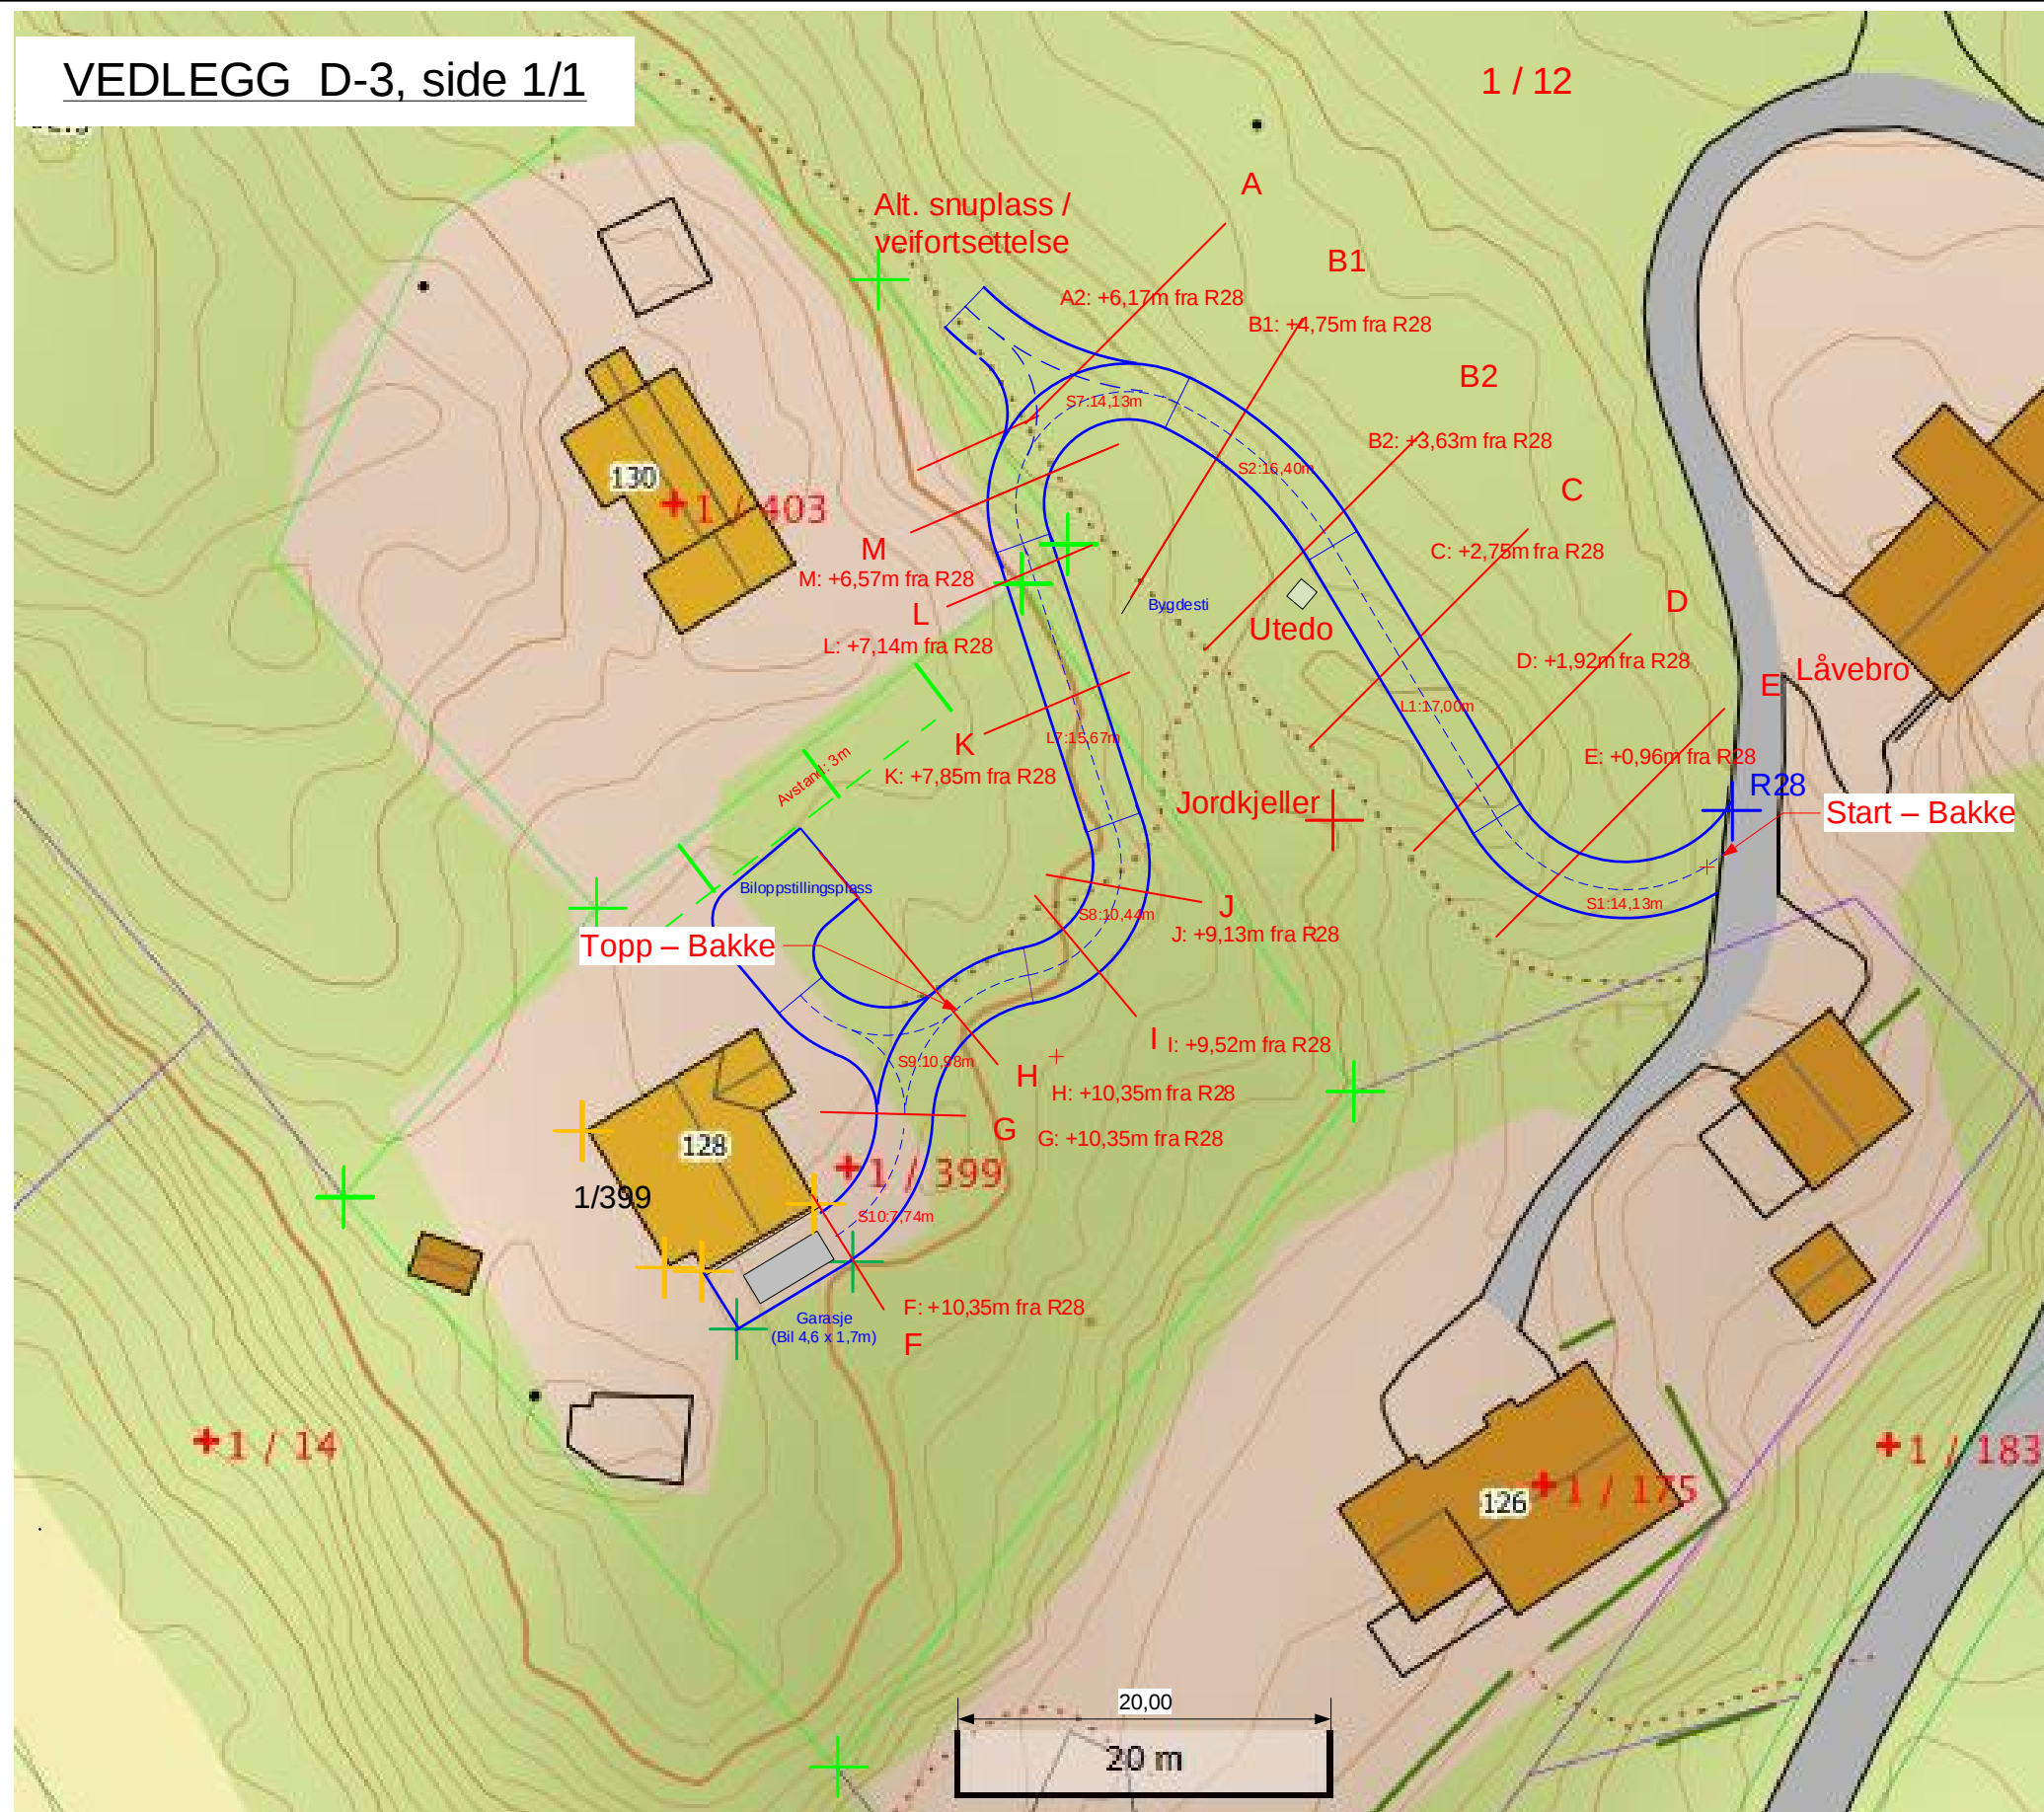 VEDLEGG D-3, side 1/1
1 / 12
A
Alt. snuplass /
veifortsettelse
B1
A2: +6,17m fra R28
B1: +4,75m fra R28
B2
S7:14,13m
B2: +3,63m fra R28
S2:16,40m
130
1 / 403
C
M
C: +2,75m fra R28
M: +6,57m fra R28
L
Bygdesti
D
Utedo
L: +7,14m fra R28
D: +1,92m fra R28
Låvebro
E
L1:17,00m
K
L7:15,67m
Avstand: 3m
K: +7,85m fra R28
E: +0,96m fra R28
R28
Jordkjeller
Start – Bakke
Biloppstillingsplass
J
S8:10,44m
S1:14,13m
J: +9,13m fra R28
Topp – Bakke
I
I: +9,52m fra R28
S9:10,98m
H
H: +10,35m fra R28
G
G: +10,35m fra R28
128
1 / 399
1/399
S10:7,74m
F: +10,35m fra R28
Garasje
(Bil 4,6 x 1,7m)
F
1 / 14
1 / 183
126
1 / 175
20,00
20 m